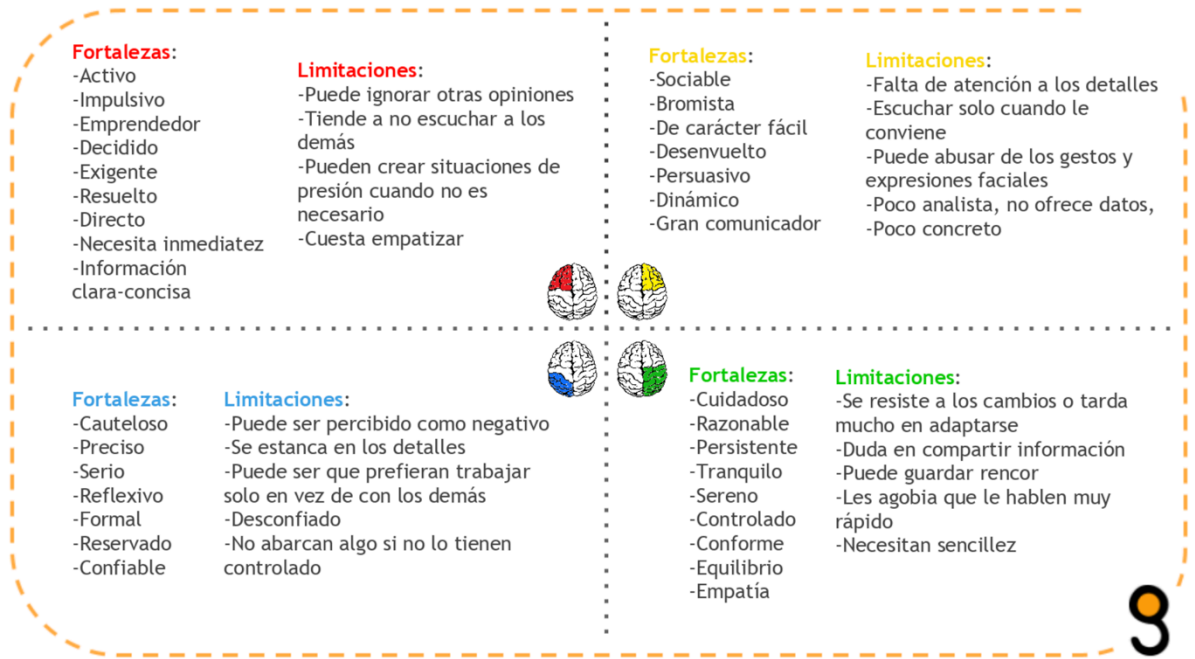 Fortalezas:
-Activo
-Impulsivo
-Emprendedor
-Decidido
-Exigente
-Resuelto
-Directo
-Necesita inmediatez
-Información
clara-concisa
Limitaciones:
-Puede ignorar otras opiniones
-Tiende a no escuchar a los
demás
-Pueden crear situaciones de
presión cuando no es
necesario
-Cuesta empatizar
Fortalezas:
-Sociable
-Bromista
-De carácter fácil
-Desenvuelto
-Persuasivo
-Dinámico
-Gran comunicador
Limitaciones:
-Falta de atención a los detalles
-Escuchar solo cuando le
conviene
-Puede abusar de los gestos y
expresiones faciales
-Poco analista, no ofrece datos,
-Poco concreto
Fortalezas:
-Cauteloso
-Preciso
-Serio
-Reflexivo
-Formal
-Reservado
-Confiable
Limitaciones:
-Puede ser percibido como negativo
-Se estanca en los detalles
-Puede ser que prefieran trabajar
solo en vez de con los demás
-Desconfiado
-No abarcan algo si no lo tienen
controlado
Fortalezas:
-Cuidadoso
-Razonable
-Persistente
-Tranquilo
-Sereno
-Controlado
-Conforme
-Equilibrio
-Empatía
Limitaciones:
-Se resiste a los cambios o tarda
mucho en adaptarse
-Duda en compartir información
-Puede guardar rencor
-Les agobia que le hablen muy
rápido
-Necesitan sencillez